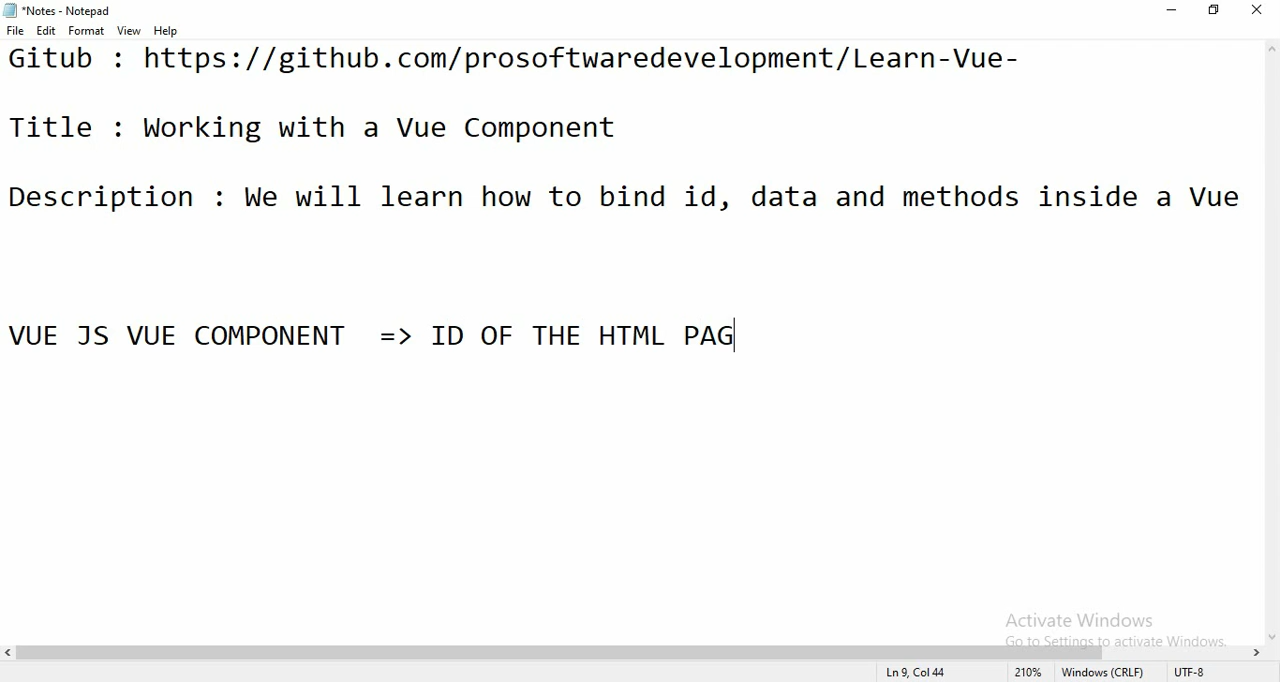 *Notes - Notepad
File Edit Format View Help
Gitub : https://github.com/prosoftwaredevelopment/Learn-Vue-
Title : Working with a Vue Component
Description : We will learn how to bind id, data and methods inside a Vue
VUE JS VUE COMPONENT => ID OF THE HTML PAG
Activate Windows
Go to Settings to activate Windows.
Ln 9, Col 44 210% Windows (CRLF) UTF-8